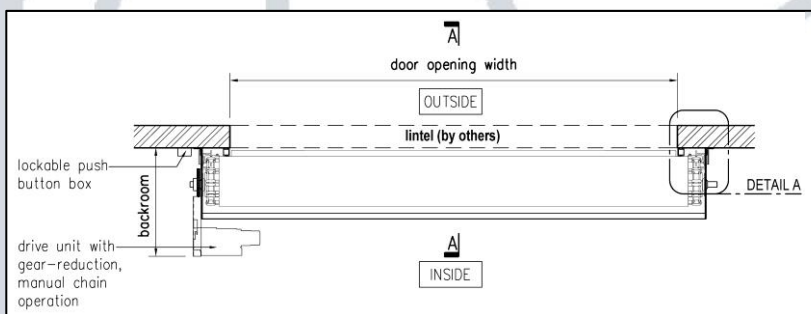 A
door opening width
OUTSIDE
lintel (by others)
lockable push
button box
backroom
DETAIL A
drive unit with
gear-reduction,
manual chain
operation
A
INSIDE